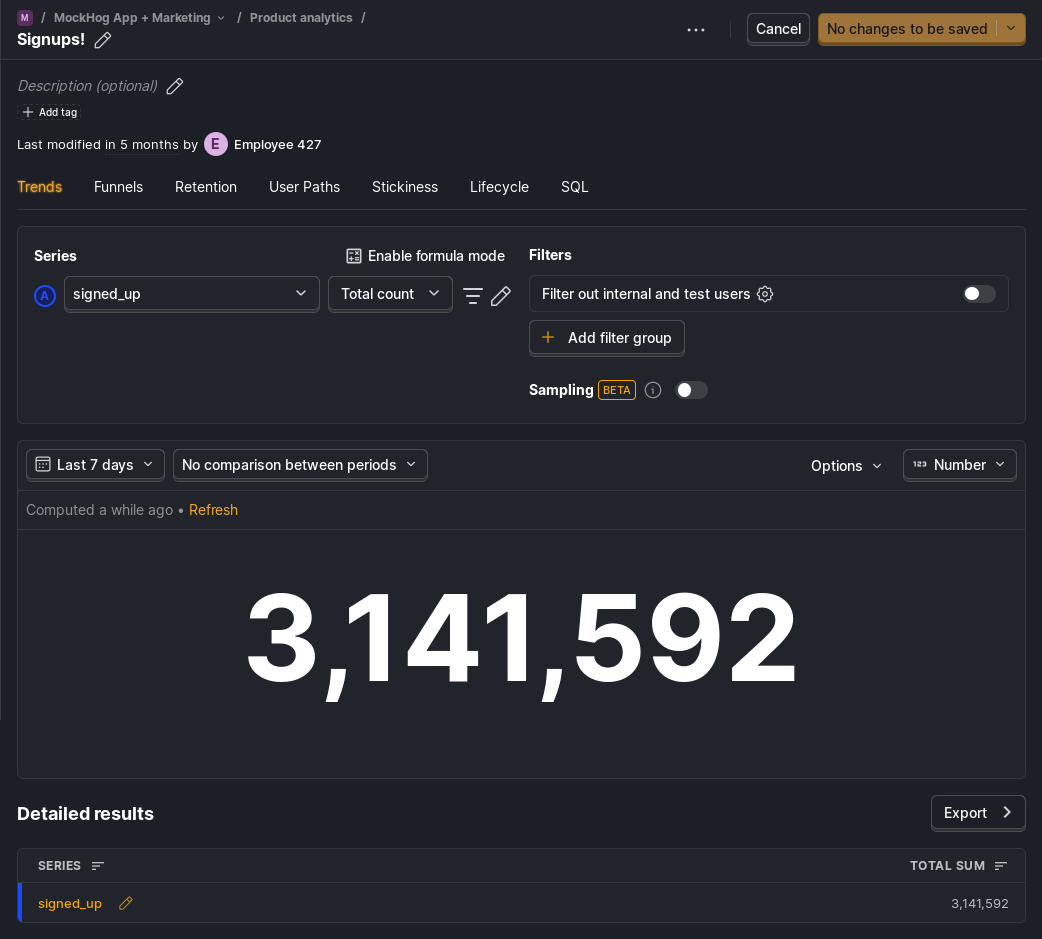 M / MockHog App + Marketing / Product analytics /
Signups!
Cancel
No changes to be saved
Description (optional)
Add tag
Last modified in 5 months by E Employee 427
Trends Funnels Retention User Paths Stickiness Lifecycle SQL
Series
Enable formula mode
A signed_up Total count
Filters
Filter out internal and test users
Add filter group
Sampling BETA
Last 7 days No comparison between periods Options 123 Number
Computed a while ago • Refresh
3,141,592
Detailed results Export
SERIES TOTAL SUM
signed_up 3,141,592